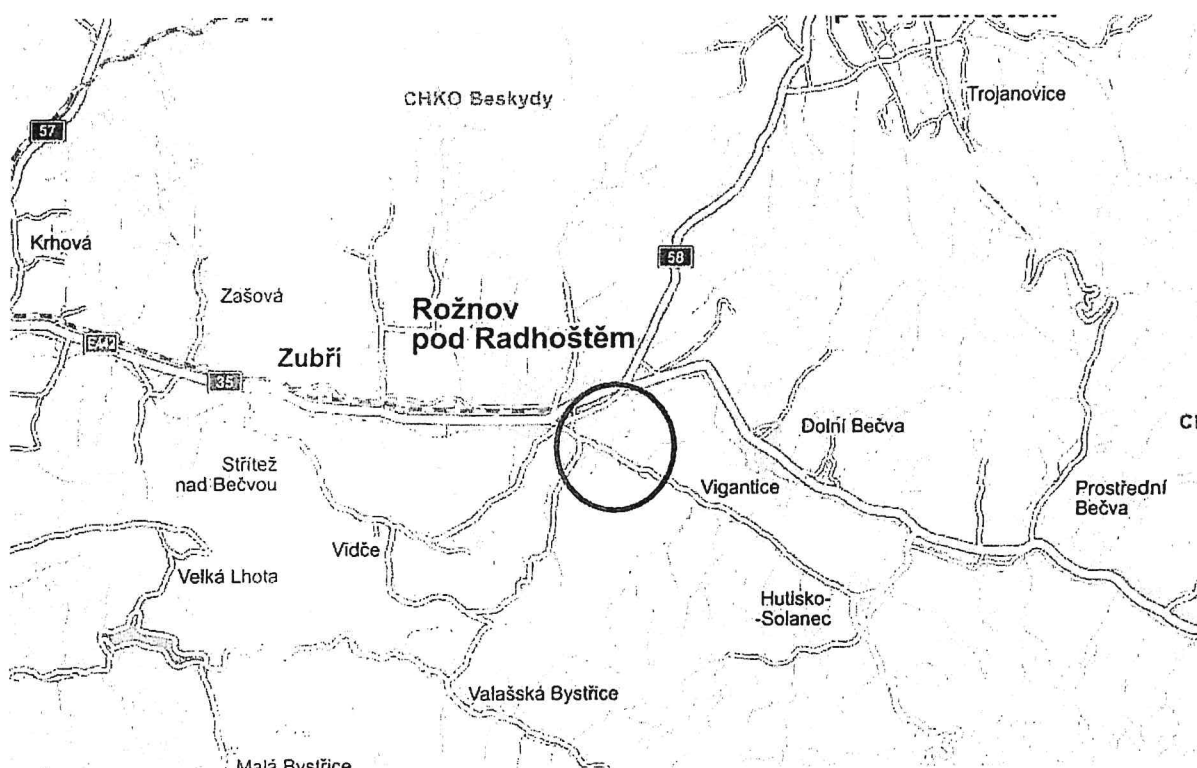 CHKO Beskydy
Trojanovice
57
Krhová
58
Zašová
Rožnov
pod Radhoštěm
Zubří
35
Dolní Bečva
Střítež
nad Bečvou
Vigantice
Prostřední
Bečva
Vidče
Velká Lhota
Hutisko-
-Solanec
Valašská Bystřice
Malá Bystřice